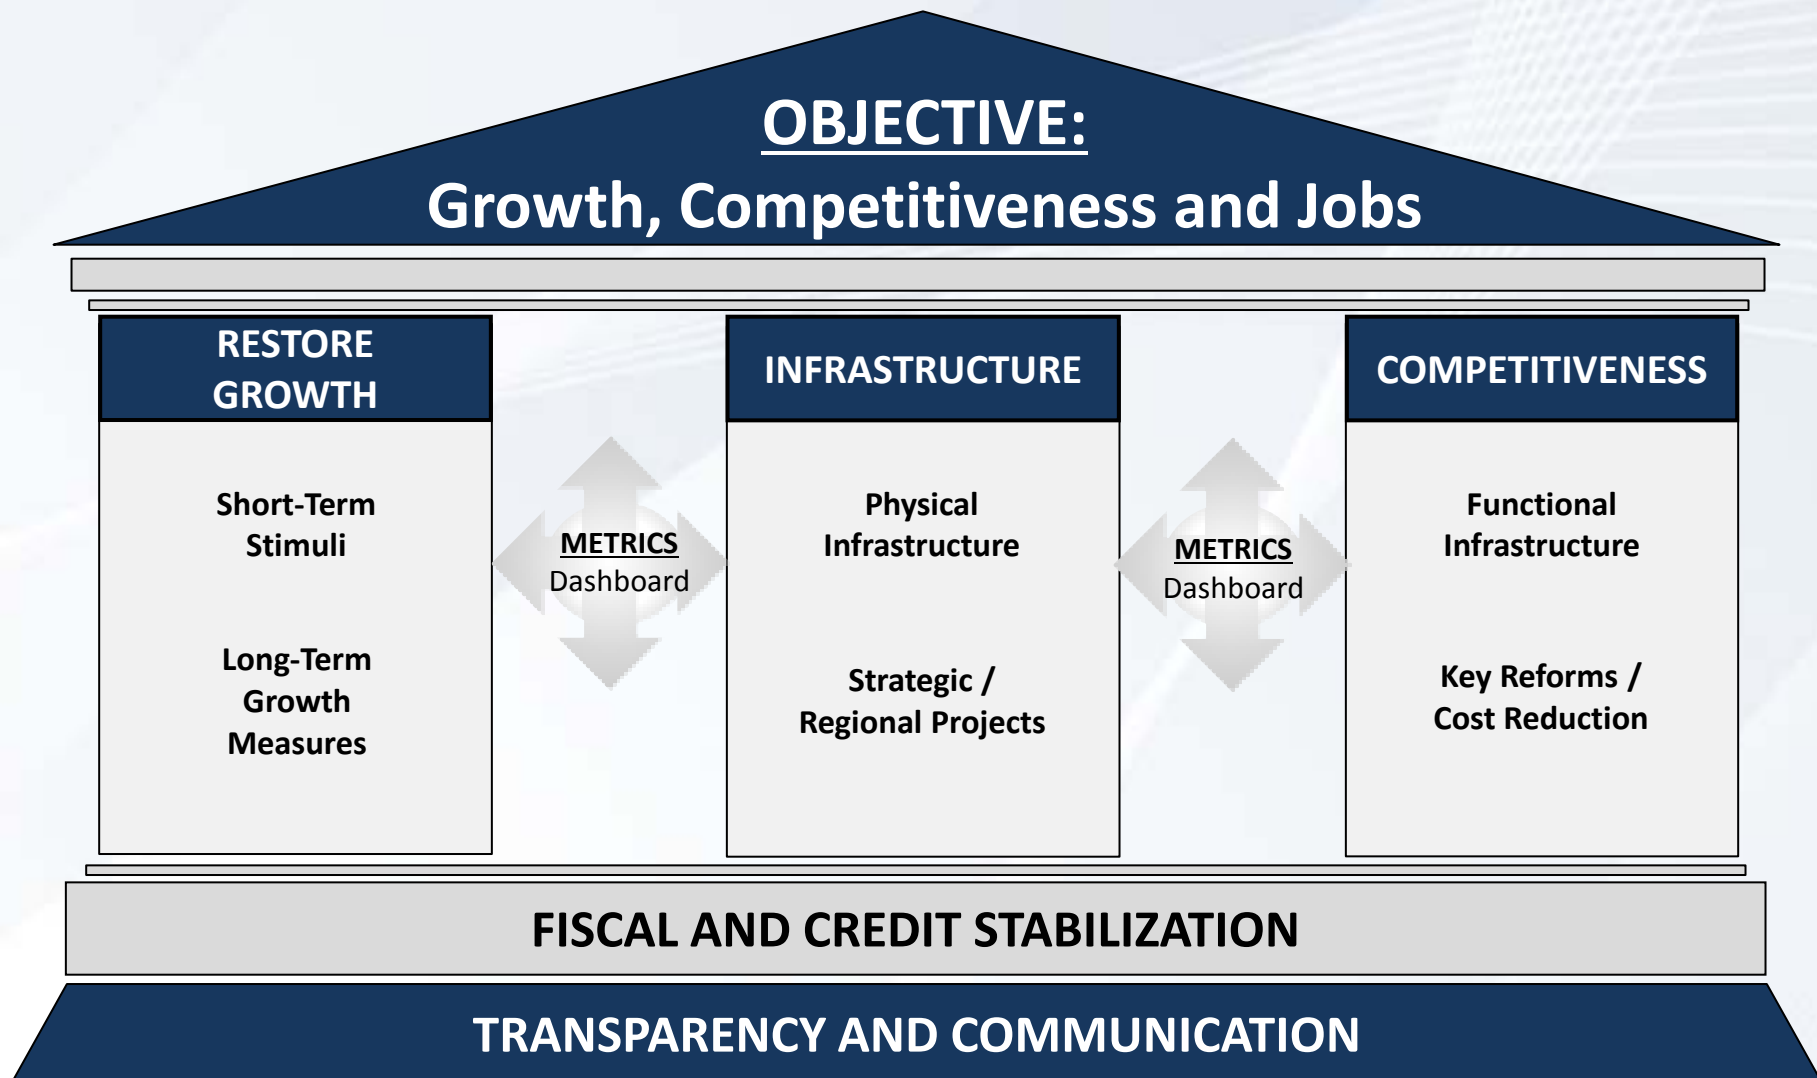 OBJECTIVE:
Growth, Competitiveness and Jobs
RESTORE
GROWTH
Short-Term
Stimuli
Long-Term
Growth
Measures
METRICS
Dashboard
INFRASTRUCTURE
Physical
Infrastructure
Strategic /
Regional Projects
METRICS
Dashboard
COMPETITIVENESS
Functional
Infrastructure
Key Reforms /
Cost Reduction
FISCAL AND CREDIT STABILIZATION
TRANSPARENCY AND COMMUNICATION